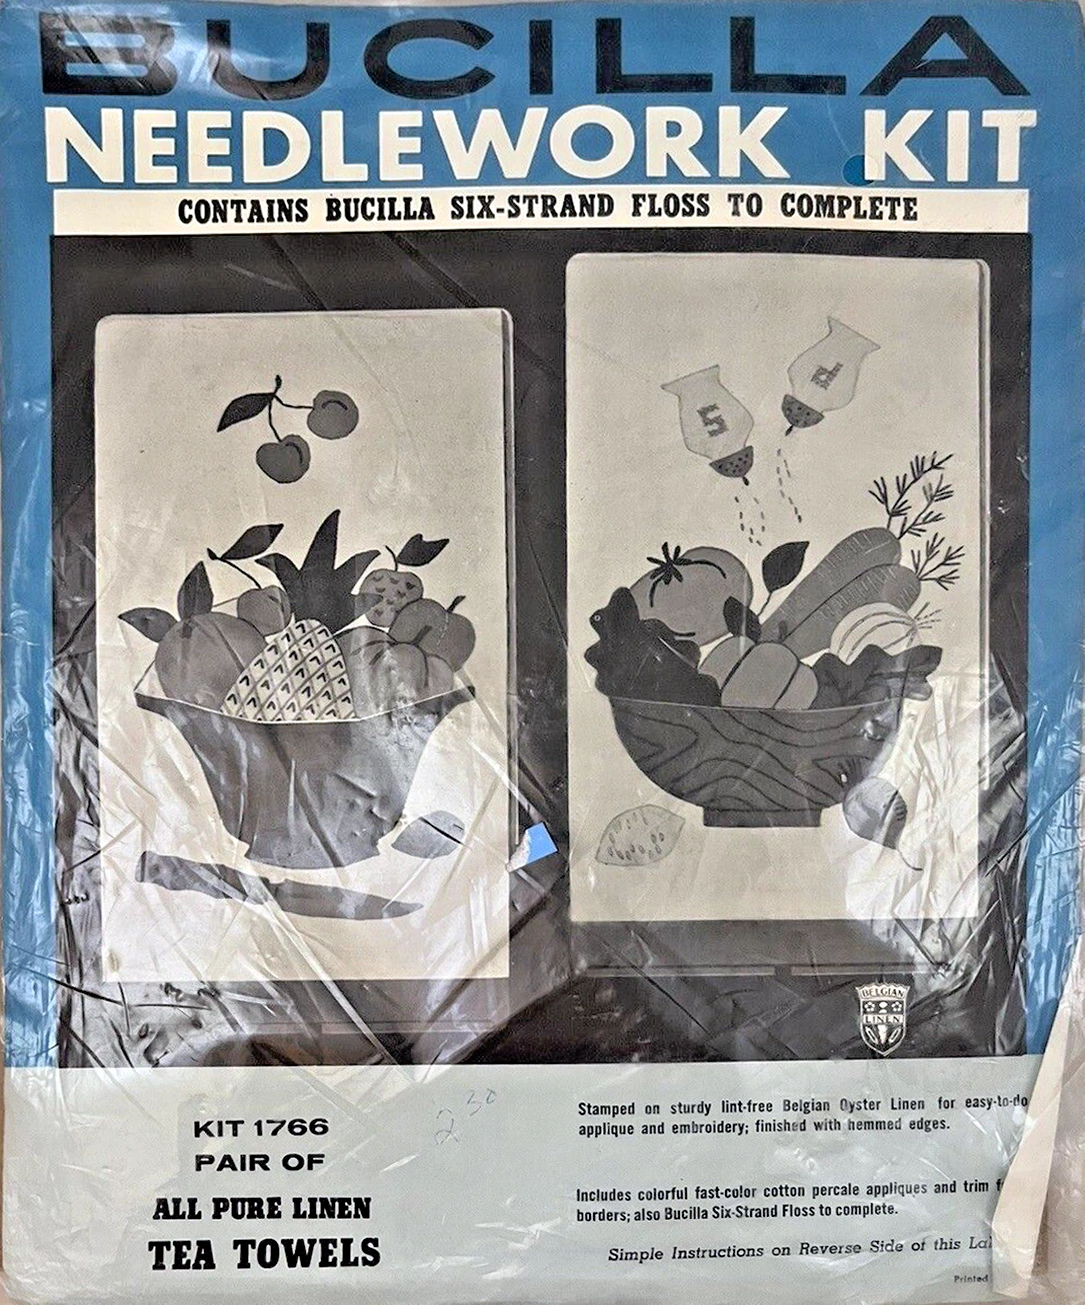 BUCILLA
NEEDLEWORK KIT
CONTAINS BUCILLA SIX-STRAND FLOSS TO COMPLETE
S
P
BELGIAN
LINEN
KIT 1766
PAIR OF
ALL PURE LINEN
TEA TOWELS
2 50
Stamped on sturdy lint-free Belgian Oyster Linen for easy-to-do
applique and embroidery; finished with hemmed edges.
Includes colorful fast-color cotton percale appliques and trim
borders; also Bucilla Six-Strand Floss to complete.
Simple Instructions on Reverse Side of this
Printed